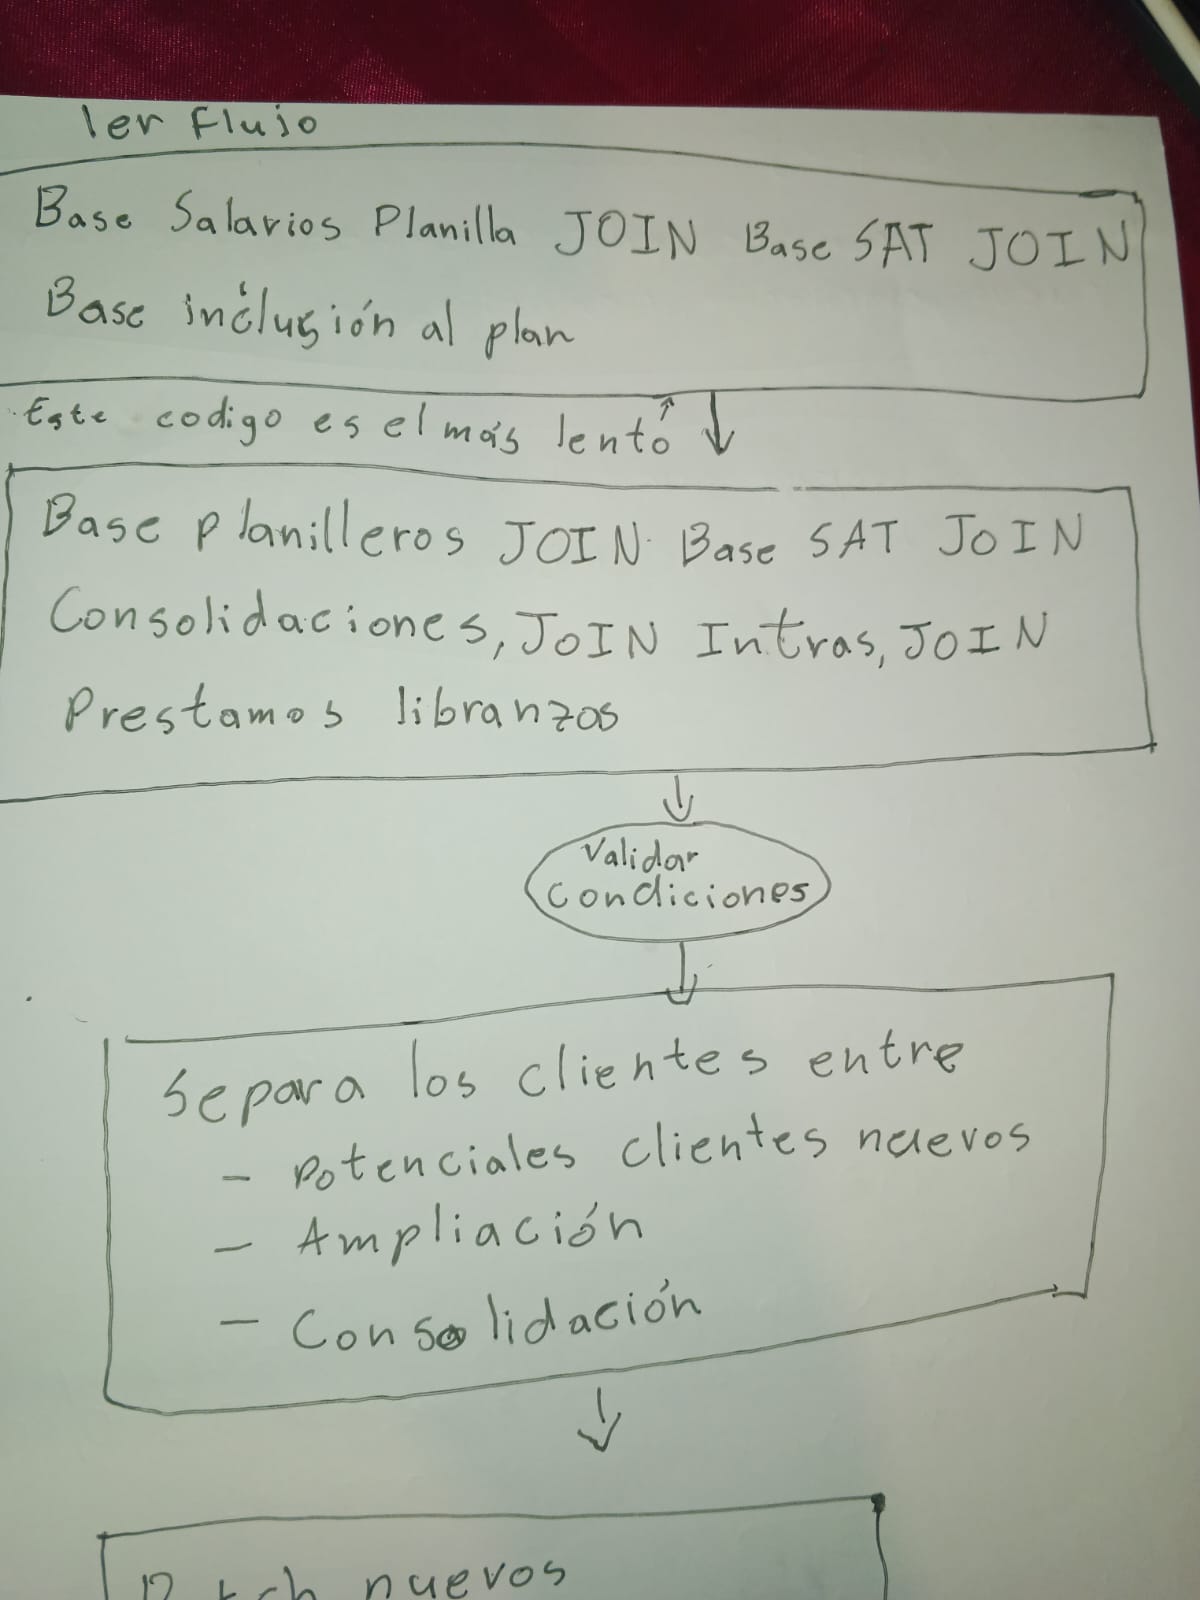 1er Flujo
Base Salarios Planilla JOIN Base SAT JOIN
Base inclusión al plan
Este codigo es el más lento
Base planilleros JOIN Base SAT JOIN
Consolidaciones, JOIN Intras, JOIN
Prestamos libranzas
Validar
Condiciones
Separa los clientes entre
- Potenciales clientes nuevos
- Ampliación
- Consolidación
nuevos